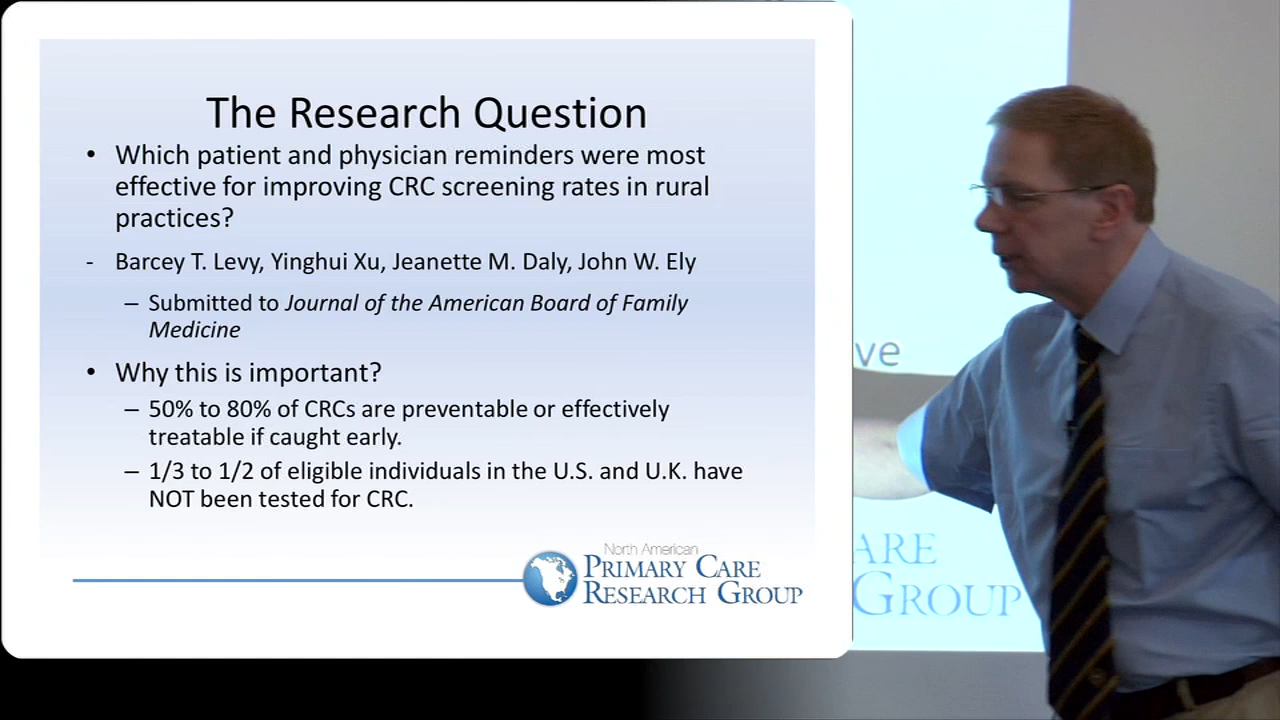 The Research Question
• Which patient and physician reminders were most
effective for improving CRC screening rates in rural
practices?
- Barcey T. Levy, Yinghui Xu, Jeanette M. Daly, John W. Ely
– Submitted to Journal of the American Board of Family
Medicine
• Why this is important?
– 50% to 80% of CRCs are preventable or effectively
treatable if caught early.
– 1/3 to 1/2 of eligible individuals in the U.S. and U.K. have
NOT been tested for CRC.
North American
PRIMARY CARE
RESEARCH GROUP
ve
ARE
GROUP